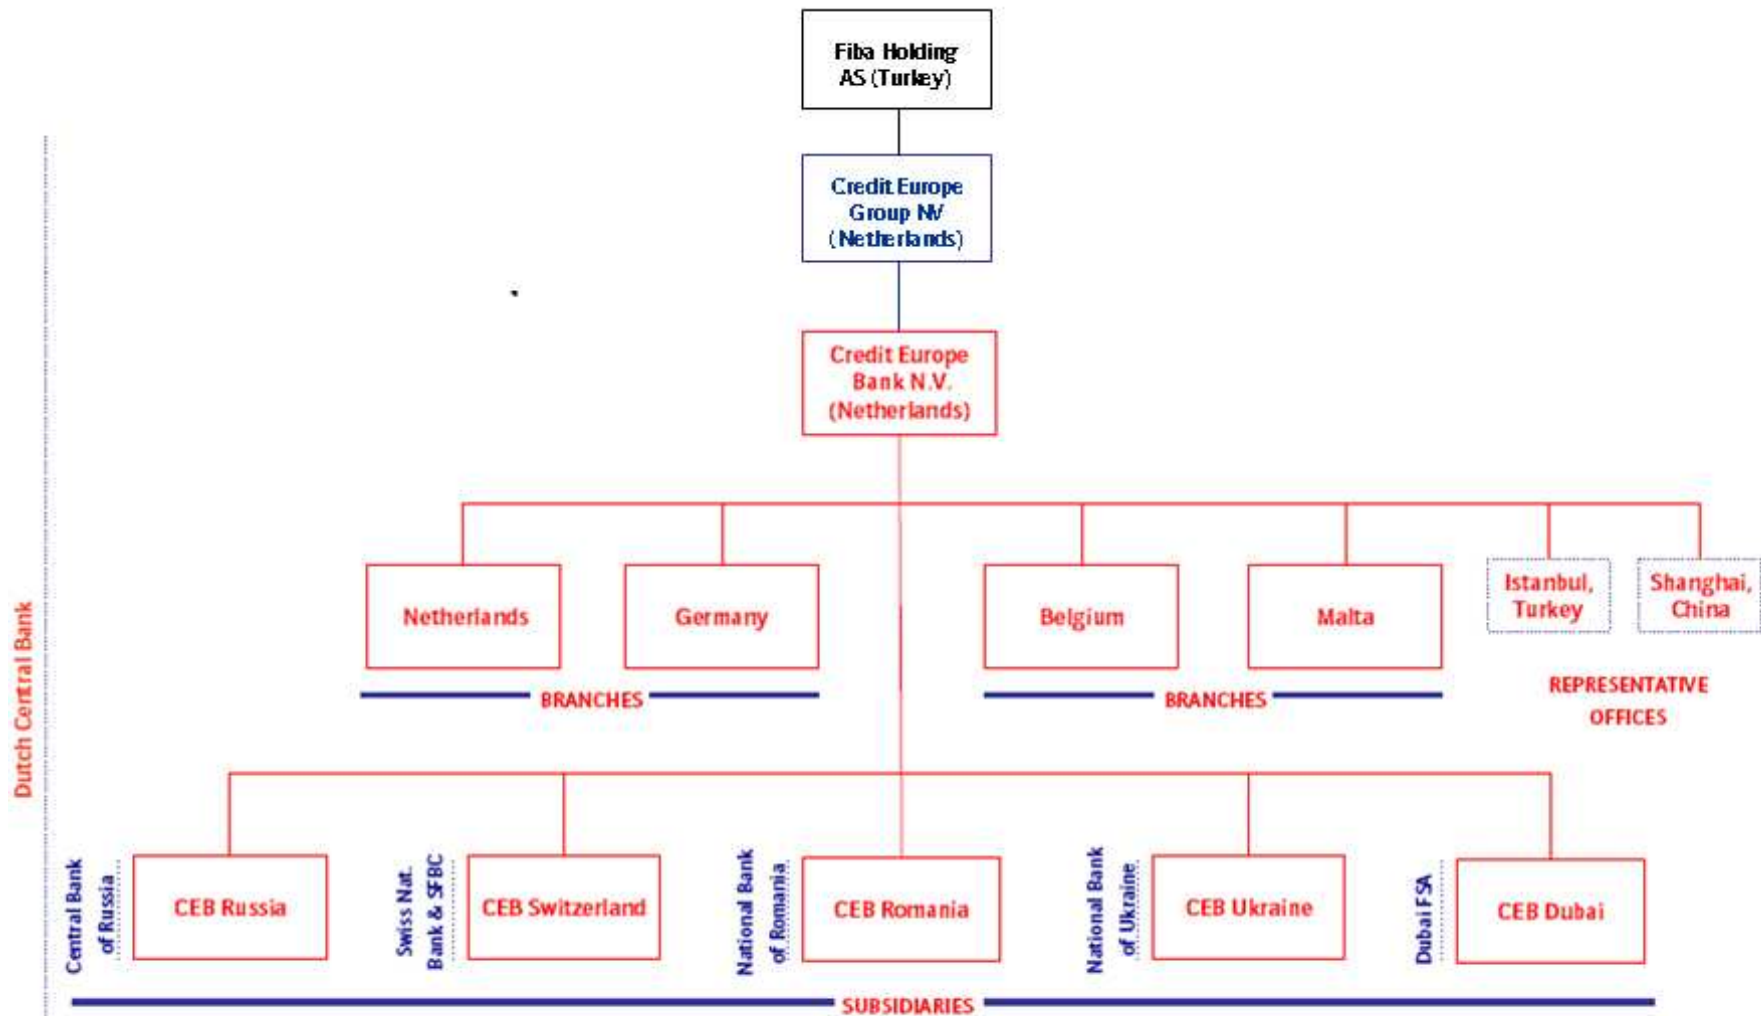 Fiba Holding
AS (Turkey)
Credit Europe
Group NV
(Netherlands)
Credit Europe
Bank N.V.
(Netherlands)
Netherlands
Germany
Belgium
Malta
Istanbul,
Turkey
Shanghai,
China
BRANCHES
BRANCHES
REPRESENTATIVE
OFFICES
Dutch Central Bank
Central Bank
of Russia
CEB Russia
Swiss Nat.
Bank & SFBC
CEB Switzerland
National Bank
of Romania
CEB Romania
National Bank
of Ukraine
CEB Ukraine
Dubai FSA
CEB Dubai
SUBSIDIARIES